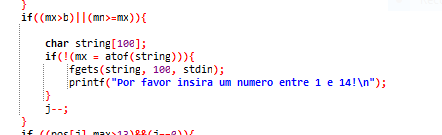 }
if((mx>b)||(mn>=mx)){
char string[100];
if(!(mx = atof(string))){
fgets(string, 100, stdin);
printf("Por favor insira um numero entre 1 e 14!\n");
}
j--;
}
if ((pos[j].max>13)&&(j==0)){